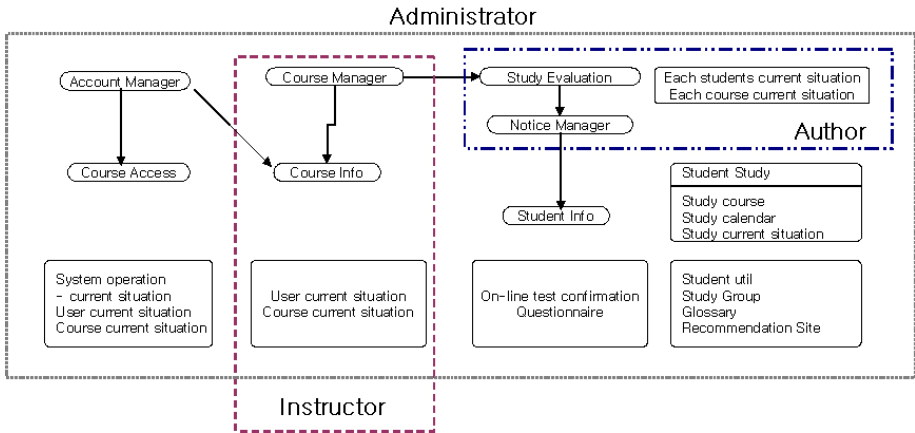 Administrator
Account Manager
Course Manager
Study Evaluation
Each students current situation
Each course current situation
Notice Manager
Author
Course Access
Course Info
Student Info
Student Study
Study course
Study calendar
Study current situation
System operation
- current situation
User current situation
Course current situation
User current situation
Course current situation
On-line test confirmation
Questionnaire
Student util
Study Group
Glossary
Recommendation Site
Instructor